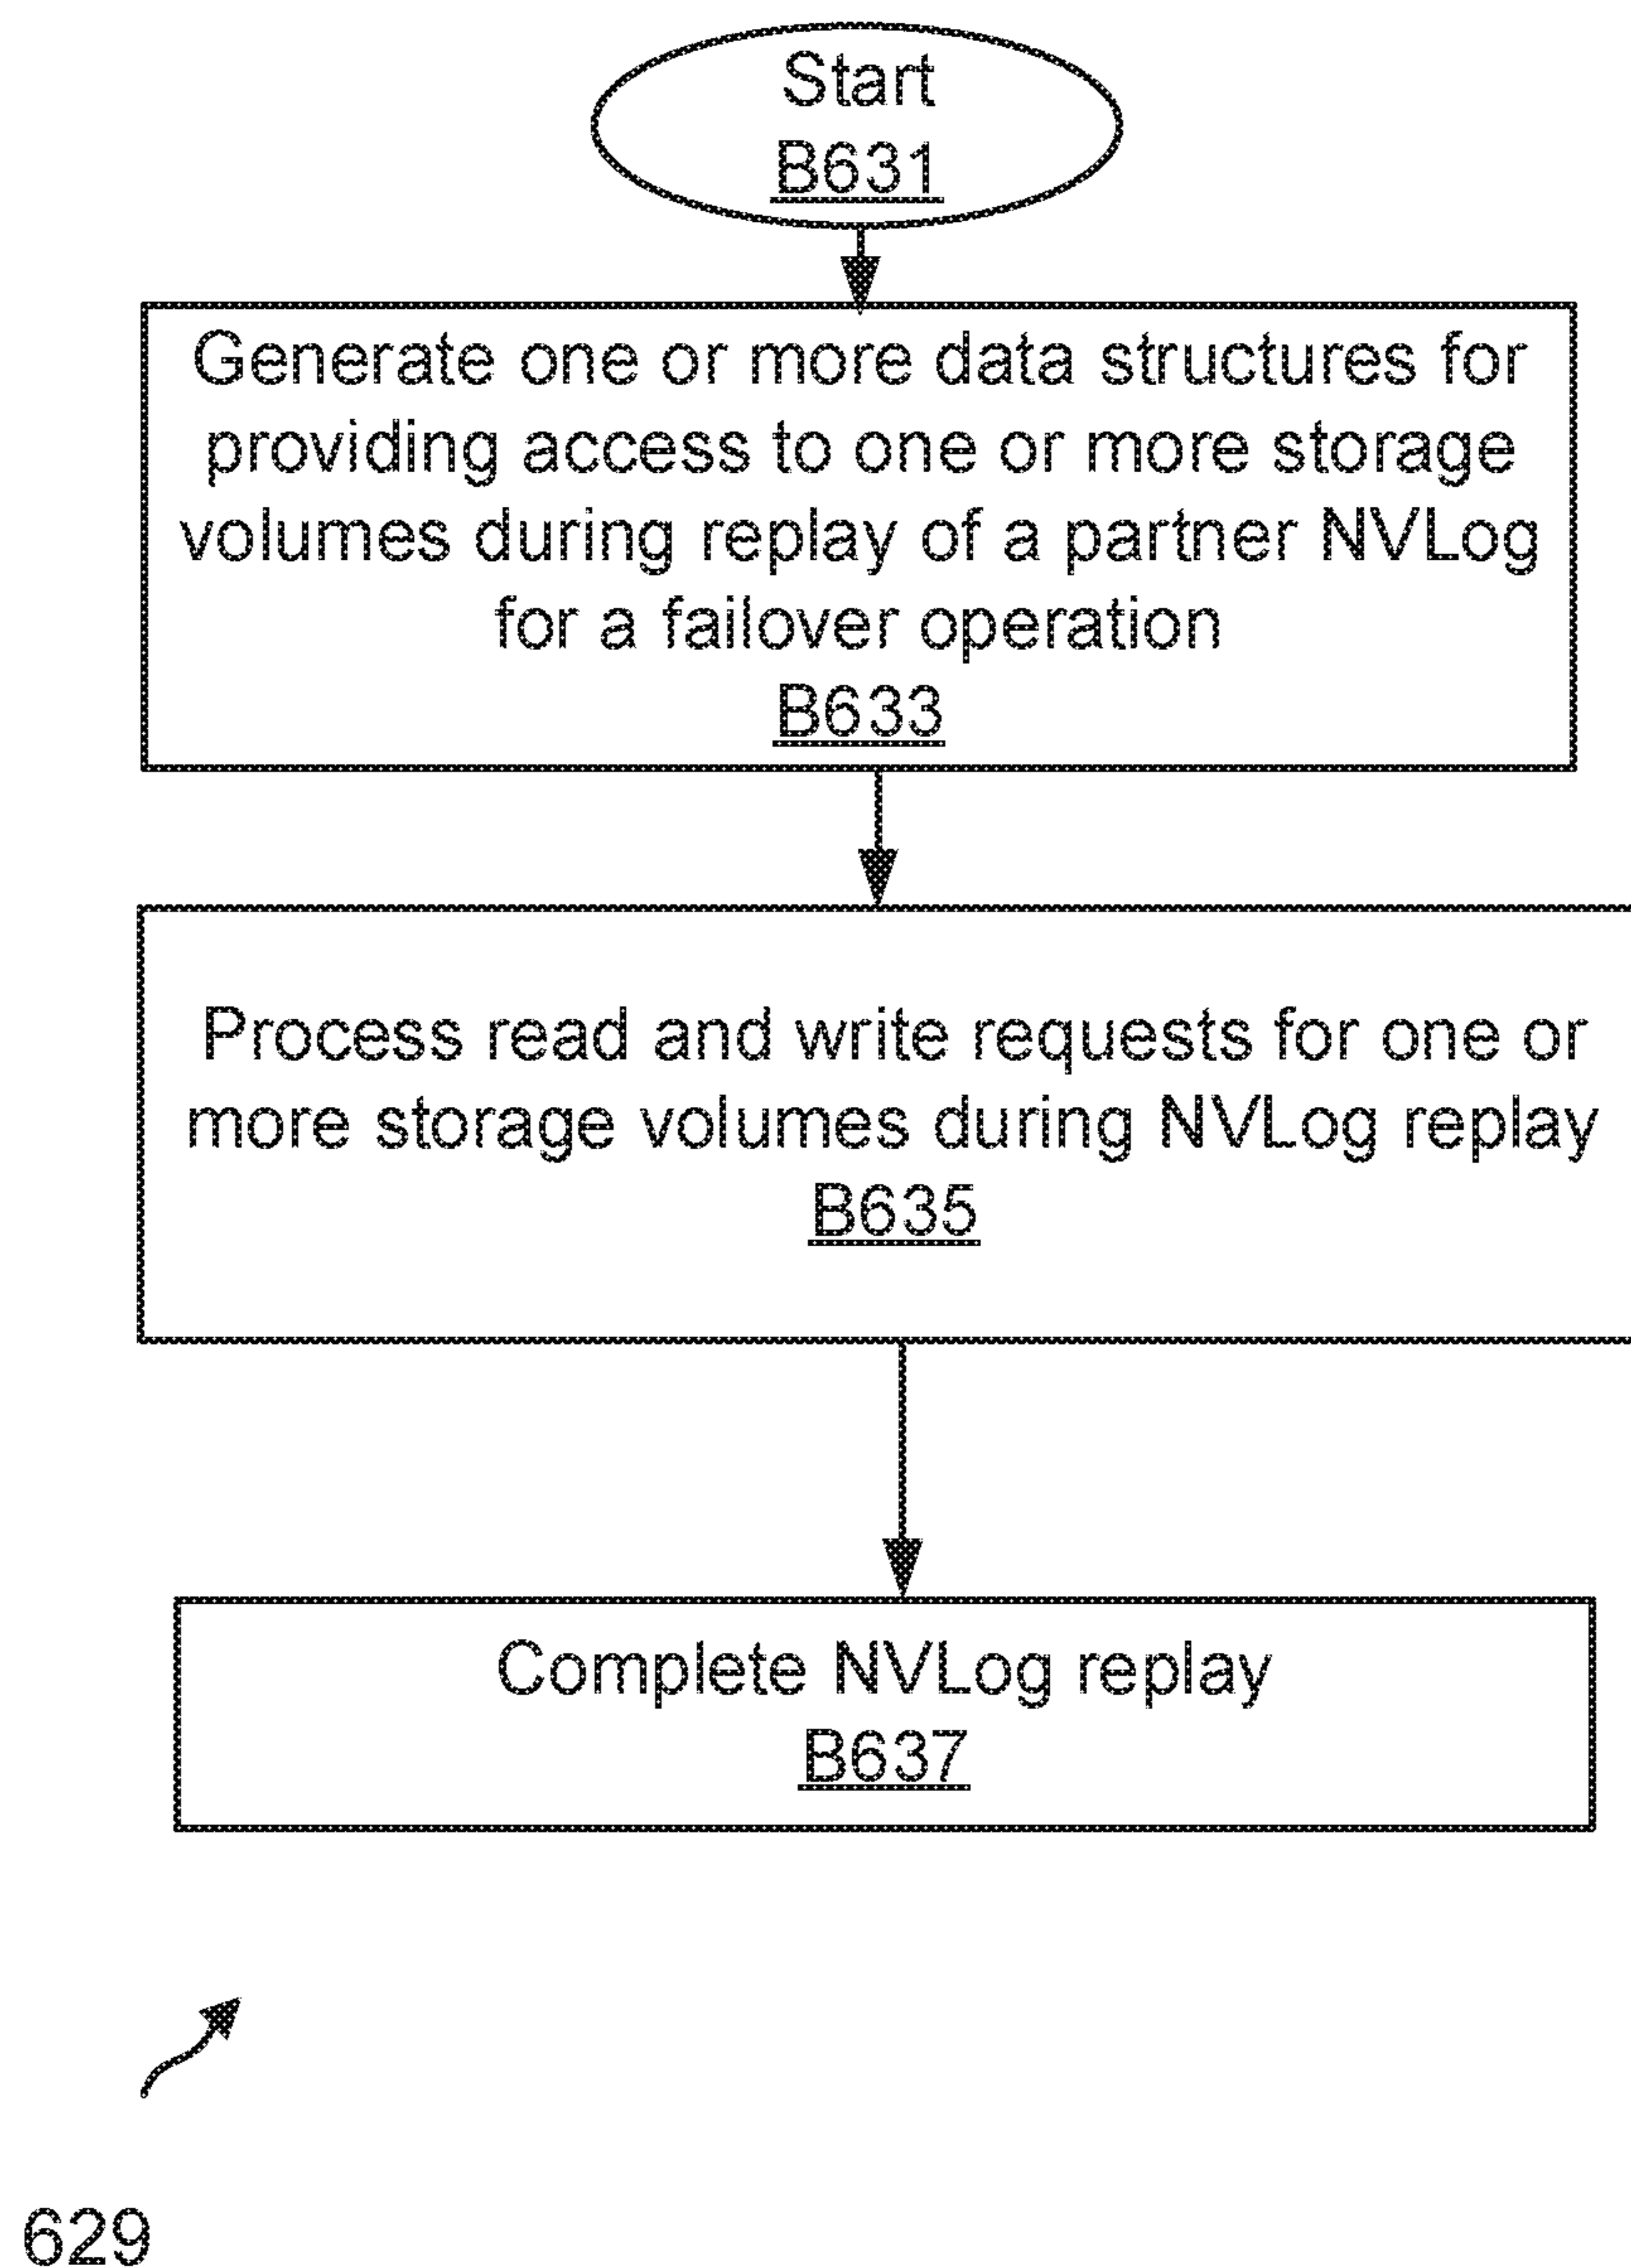 Start
B631
Generate one or more data structures for
providing access to one or more storage
volumes during replay of a partner NVLog
for a failover operation
B633
Process read and write requests for one or
more storage volumes during NVLog replay
B635
Complete NVLog replay
B637
629